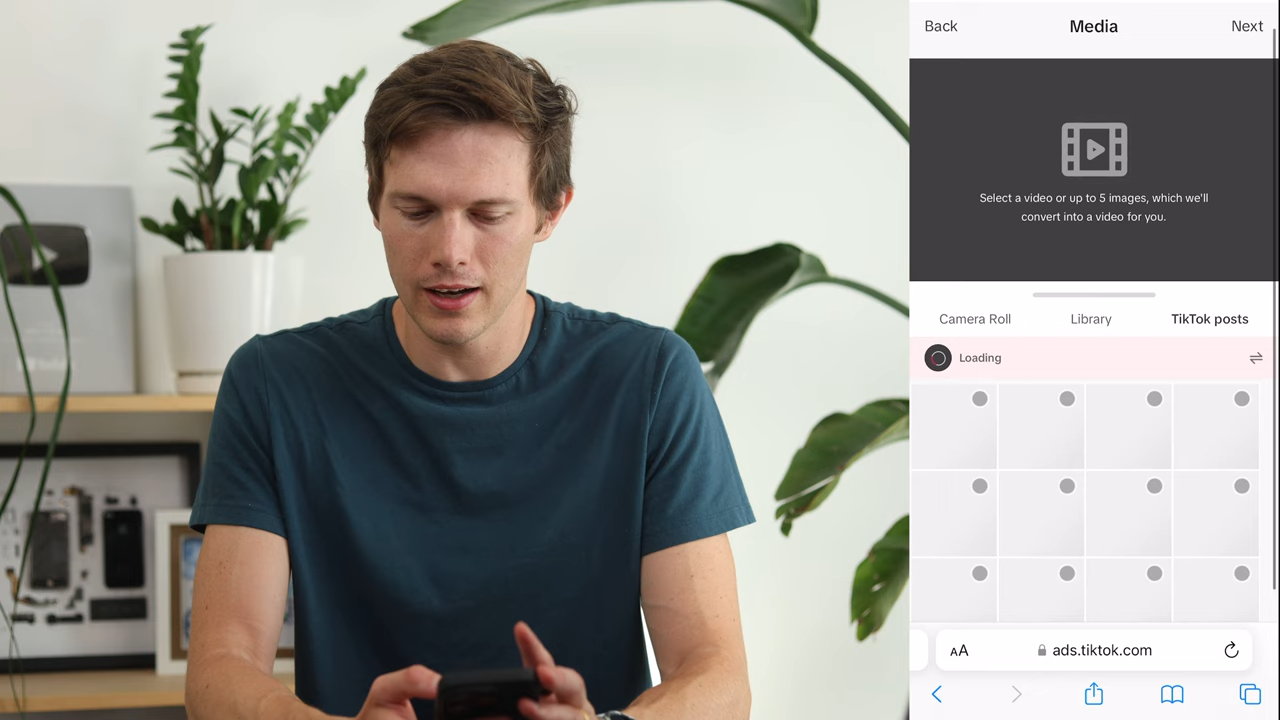 Back
Media
Next
Select a video or up to 5 images, which we'll
convert into a video for you.
Camera Roll
Library
TikTok posts
Loading
AA
ads.tiktok.com